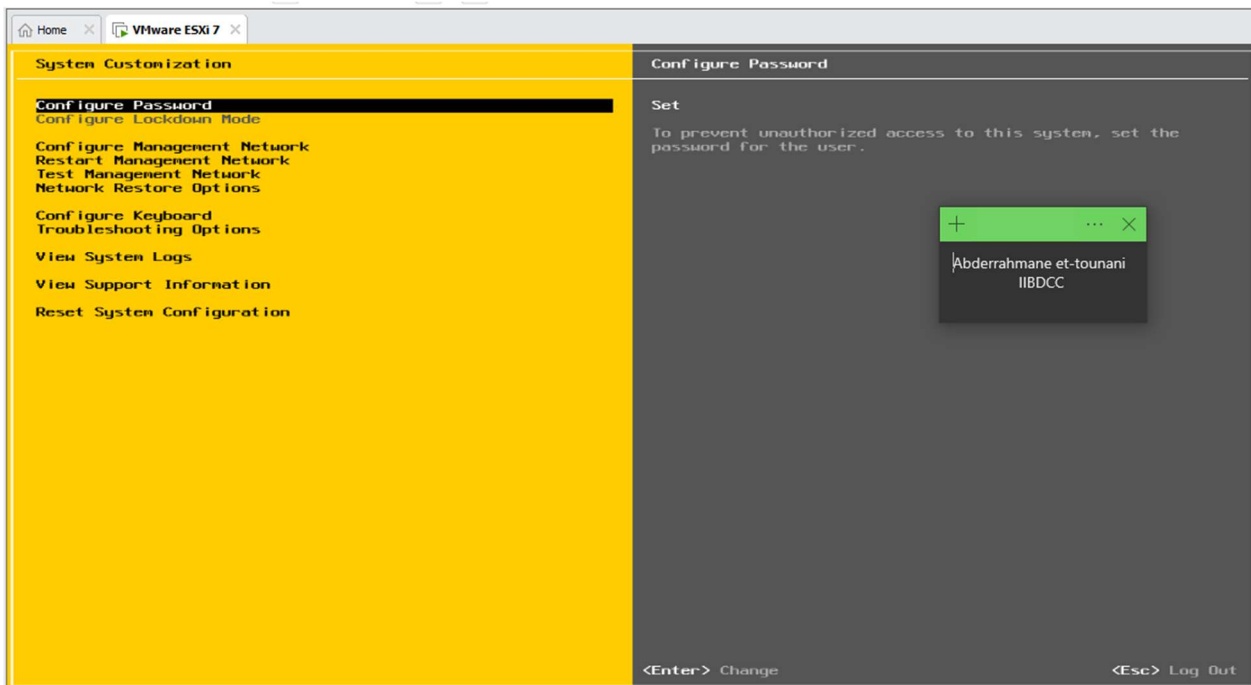 Home
VMware ESXi 7
System Customization
Configure Password
Configure Lockdown Mode
Configure Management Network
Restart Management Network
Test Management Network
Network Restore Options
Configure Keyboard
Troubleshooting Options
View System Logs
View Support Information
Reset System Configuration
Configure Password
Set
To prevent unauthorized access to this system, set the
password for the user.
Abderrahmane et-tounani
IIBDCC
<Enter> Change
<Esc> Log Out